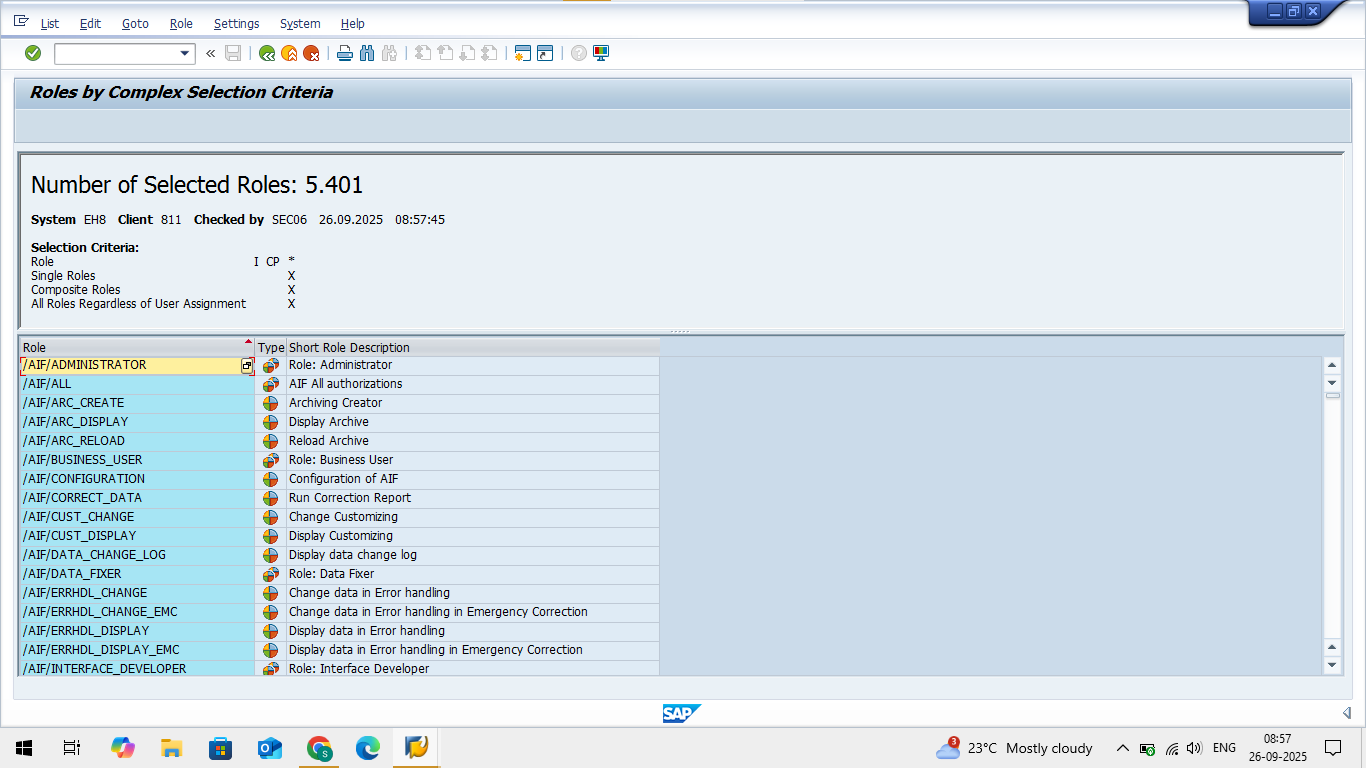 List Edit Goto Role Settings System Help
Roles by Complex Selection Criteria
Number of Selected Roles: 5.401
System EH8 Client 811 Checked by SEC06 26.09.2025 08:57:45
Selection Criteria:
Role I CP *
Single Roles X
Composite Roles X
All Roles Regardless of User Assignment X
Role Type Short Role Description
/AIF/ADMINISTRATOR Role: Administrator
/AIF/ALL AIF All authorizations
/AIF/ARC_CREATE Archiving Creator
/AIF/ARC_DISPLAY Display Archive
/AIF/ARC_RELOAD Reload Archive
/AIF/BUSINESS_USER Role: Business User
/AIF/CONFIGURATION Configuration of AIF
/AIF/CORRECT_DATA Run Correction Report
/AIF/CUST_CHANGE Change Customizing
/AIF/CUST_DISPLAY Display Customizing
/AIF/DATA_CHANGE_LOG Display data change log
/AIF/DATA_FIXER Role: Data Fixer
/AIF/ERRHDL_CHANGE Change data in Error handling
/AIF/ERRHDL_CHANGE_EMC Change data in Error handling in Emergency Correction
/AIF/ERRHDL_DISPLAY Display data in Error handling
/AIF/ERRHDL_DISPLAY_EMC Display data in Error handling in Emergency Correction
/AIF/INTERFACE_DEVELOPER Role: Interface Developer
SAP
S
3
23°C Mostly cloudy
ENG
08:57
26-09-2025